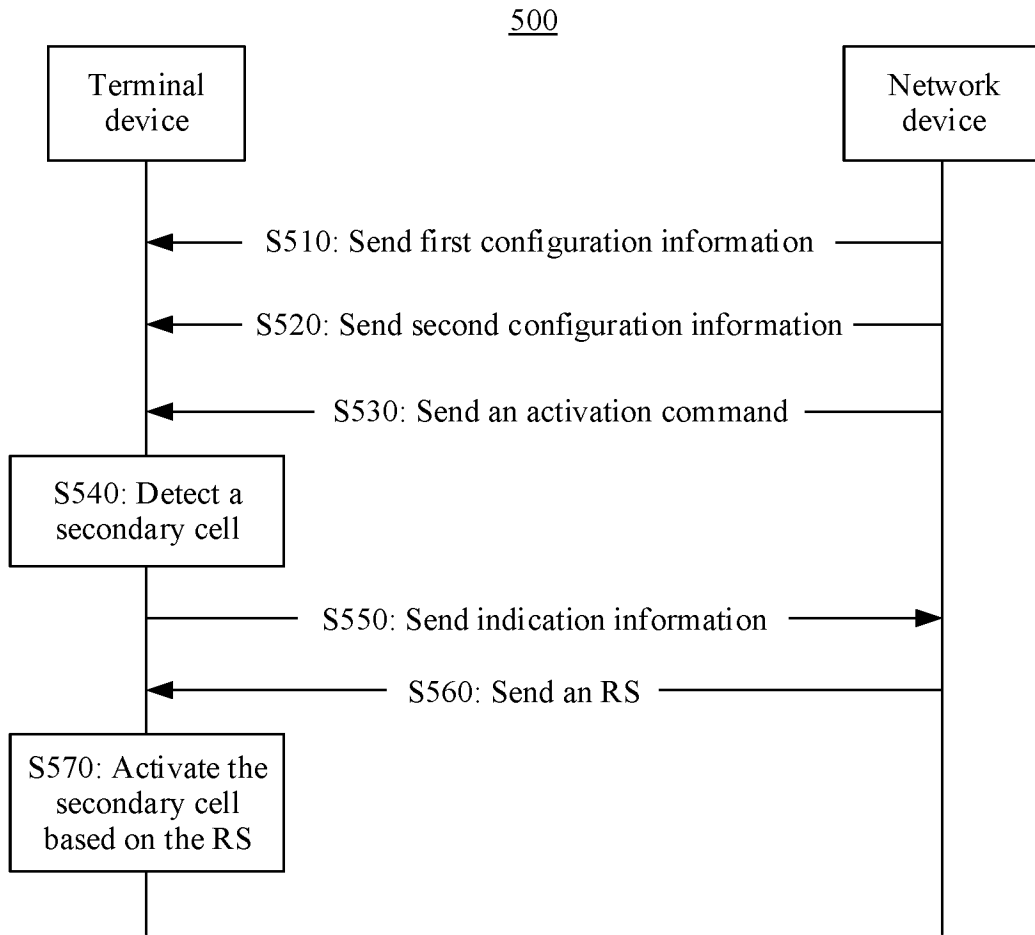 500
Terminal
device
Network
device
S510: Send first configuration information
S520: Send second configuration information
S530: Send an activation command
S540: Detect a
secondary cell
S550: Send indication information
S560: Send an RS
S570: Activate the
secondary cell
based on the RS